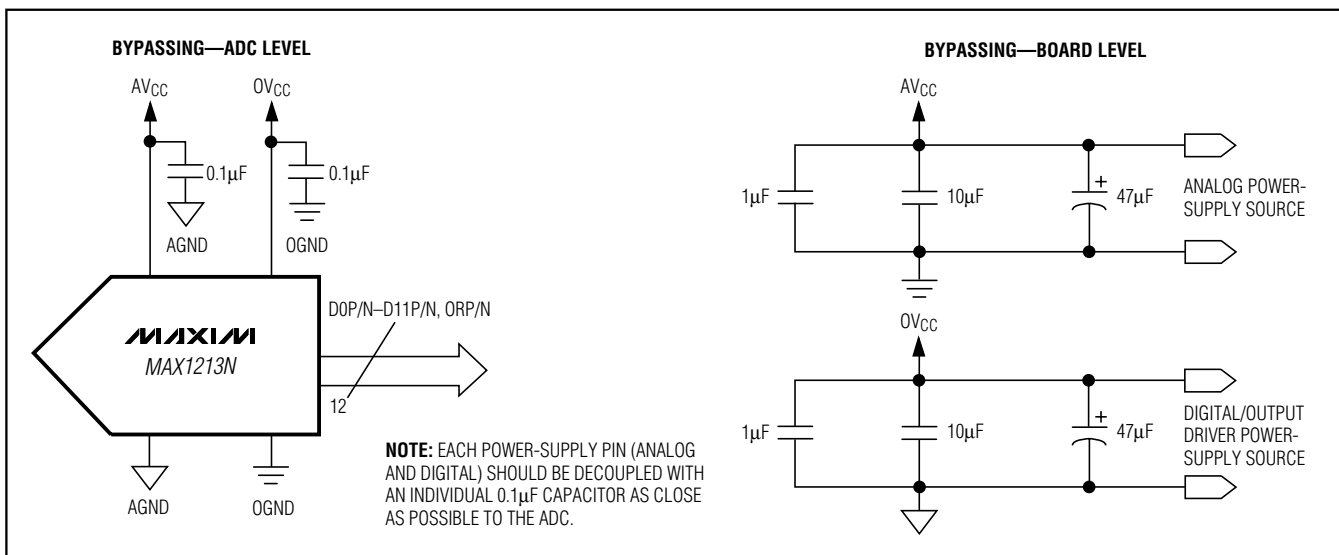 BYPASSING—ADC LEVEL
AVCC
OVCC
0.1µF
0.1µF
AGND
OGND
MAXIM
MAX1213N
D0P/N–D11P/N, ORP/N
12
AGND
OGND
NOTE: EACH POWER-SUPPLY PIN (ANALOG
AND DIGITAL) SHOULD BE DECOUPLED WITH
AN INDIVIDUAL 0.1µF CAPACITOR AS CLOSE
AS POSSIBLE TO THE ADC.
BYPASSING—BOARD LEVEL
AVCC
1µF
10µF
+
47µF
ANALOG POWER-
SUPPLY SOURCE
OVCC
1µF
10µF
+
47µF
DIGITAL/OUTPUT
DRIVER POWER-
SUPPLY SOURCE